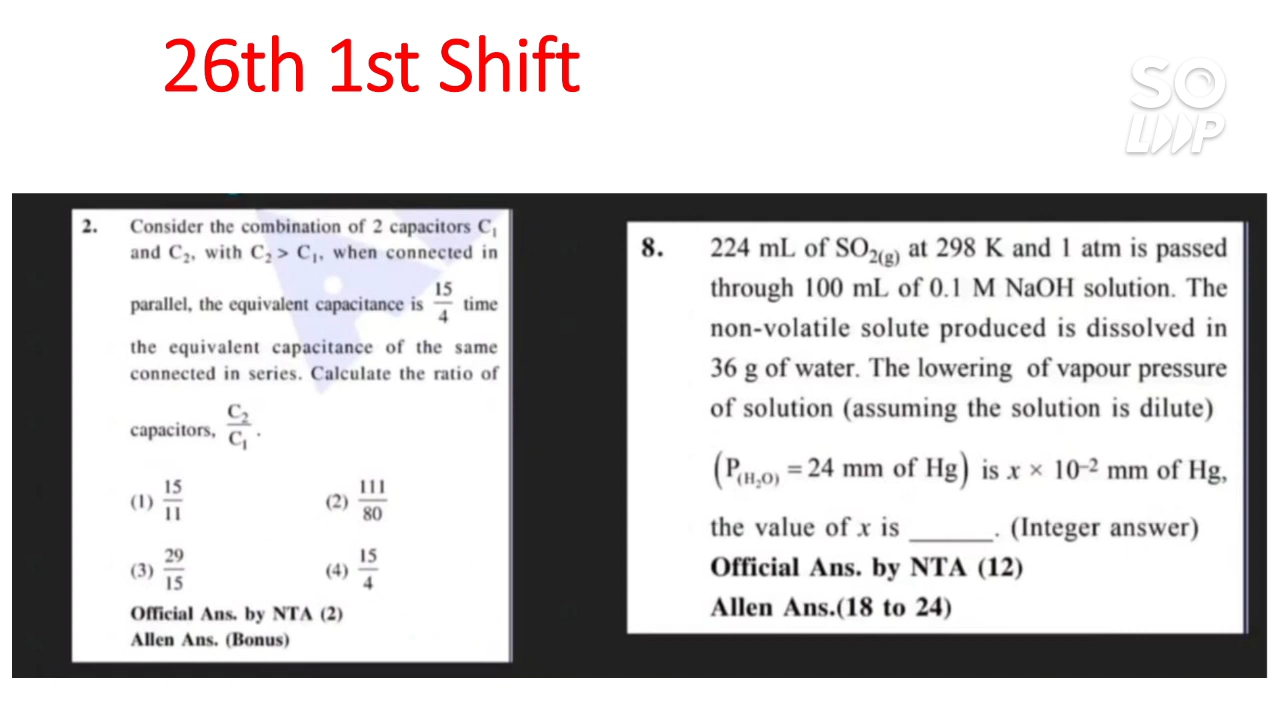 26th 1st Shift
SO
LOOP
2. Consider the combination of 2 capacitors C₁
and C₂, with C₂ > C₁, when connected in
parallel, the equivalent capacitance is 15/4 time
the equivalent capacitance of the same
connected in series. Calculate the ratio of
capacitors, C₂/C₁.
(1) 15/11 (2) 111/80
(3) 29/15 (4) 15/4
Official Ans. by NTA (2)
Allen Ans. (Bonus)
8. 224 mL of SO₂(g) at 298 K and 1 atm is passed
through 100 mL of 0.1 M NaOH solution. The
non-volatile solute produced is dissolved in
36 g of water. The lowering of vapour pressure
of solution (assuming the solution is dilute)
(P(H₂O) = 24 mm of Hg) is x × 10⁻² mm of Hg,
the value of x is ______. (Integer answer)
Official Ans. by NTA (12)
Allen Ans.(18 to 24)